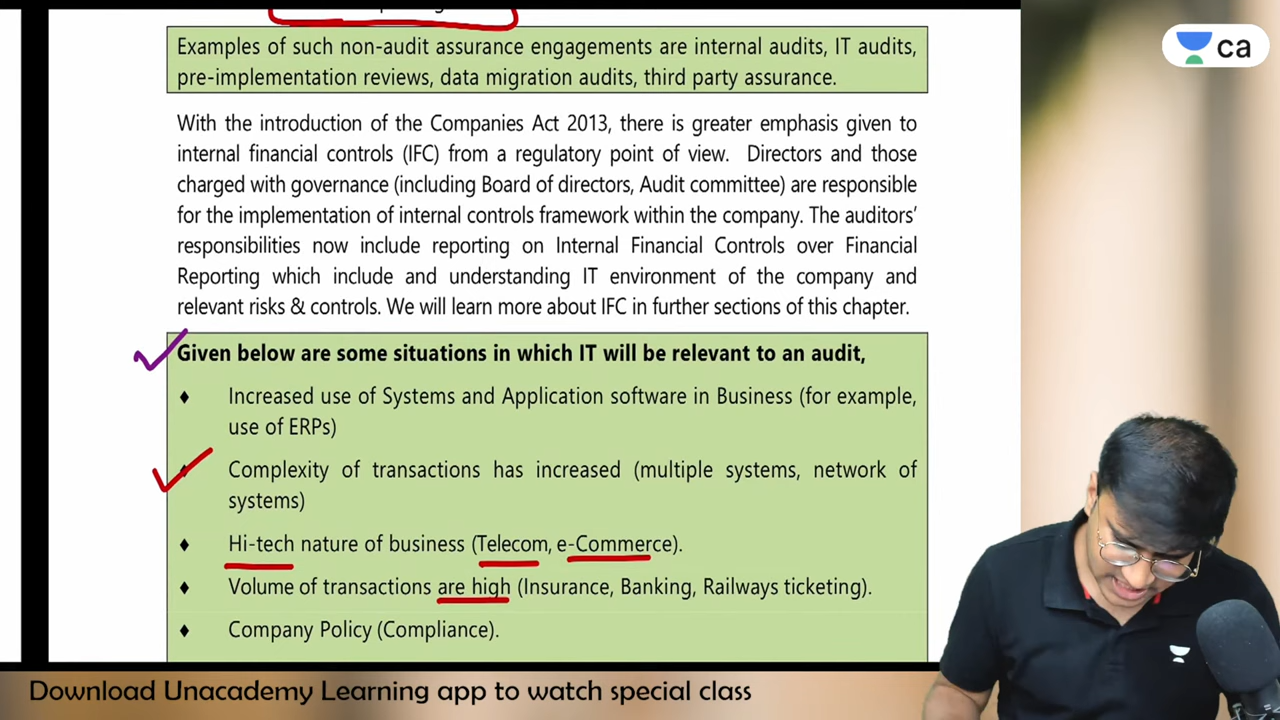 ca
Examples of such non-audit assurance engagements are internal audits, IT audits,
pre-implementation reviews, data migration audits, third party assurance.
With the introduction of the Companies Act 2013, there is greater emphasis given to
internal financial controls (IFC) from a regulatory point of view. Directors and those
charged with governance (including Board of directors, Audit committee) are responsible
for the implementation of internal controls framework within the company. The auditors'
responsibilities now include reporting on Internal Financial Controls over Financial
Reporting which include and understanding IT environment of the company and
relevant risks & controls. We will learn more about IFC in further sections of this chapter.
Given below are some situations in which IT will be relevant to an audit,
♦ Increased use of Systems and Application software in Business (for example,
use of ERPs)
♦ Complexity of transactions has increased (multiple systems, network of
systems)
♦ Hi-tech nature of business (Telecom, e-Commerce).
♦ Volume of transactions are high (Insurance, Banking, Railways ticketing).
♦ Company Policy (Compliance).
Download Unacademy Learning app to watch special class